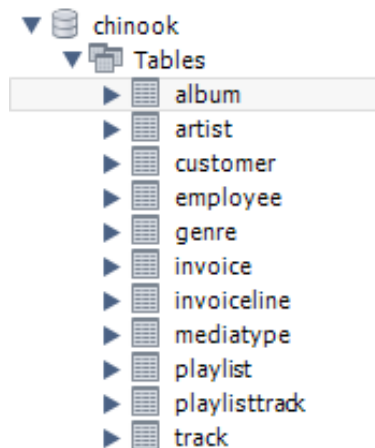 chinook
Tables
album
artist
customer
employee
genre
invoice
invoiceline
mediatype
playlist
playlisttrack
track